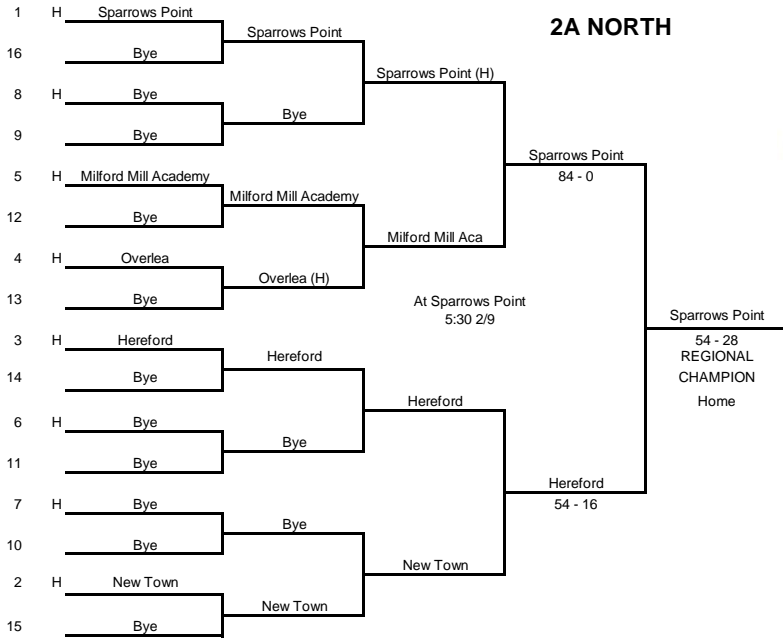 2A NORTH
1 H Sparrows Point
Sparrows Point
16 Bye
Sparrows Point (H)
8 H Bye
Bye
9 Bye
Sparrows Point
84 - 0
5 H Milford Mill Academy
Milford Mill Academy
12 Bye
Milford Mill Aca
4 H Overlea
Overlea (H)
13 Bye
At Sparrows Point
5:30 2/9
Sparrows Point
54 - 28
REGIONAL
CHAMPION
Home
3 H Hereford
Hereford
14 Bye
Hereford
6 H Bye
Bye
11 Bye
Hereford
54 - 16
7 H Bye
Bye
10 Bye
New Town
2 H New Town
New Town
15 Bye